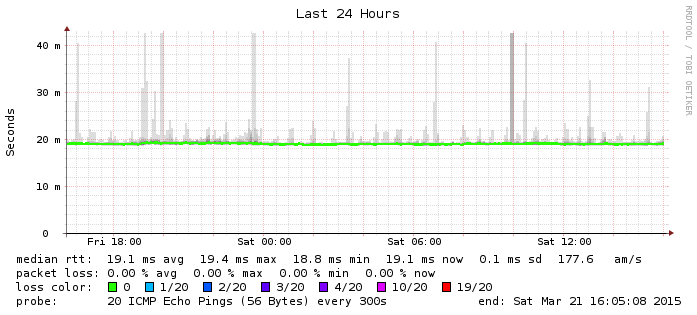 Last 24 Hours
RRDTOOL / TOBI OETIKER
Seconds
40 m
30 m
20 m
10 m
0
Fri 18:00 Sat 00:00 Sat 06:00 Sat 12:00
median rtt: 19.1 ms avg 19.4 ms max 18.8 ms min 19.1 ms now 0.1 ms sd 177.6 am/s
packet loss: 0.00 % avg 0.00 % max 0.00 % min 0.00 % now
loss color: 0 1/20 2/20 3/20 4/20 10/20 19/20
probe: 20 ICMP Echo Pings (56 Bytes) every 300s end: Sat Mar 21 16:05:08 2015